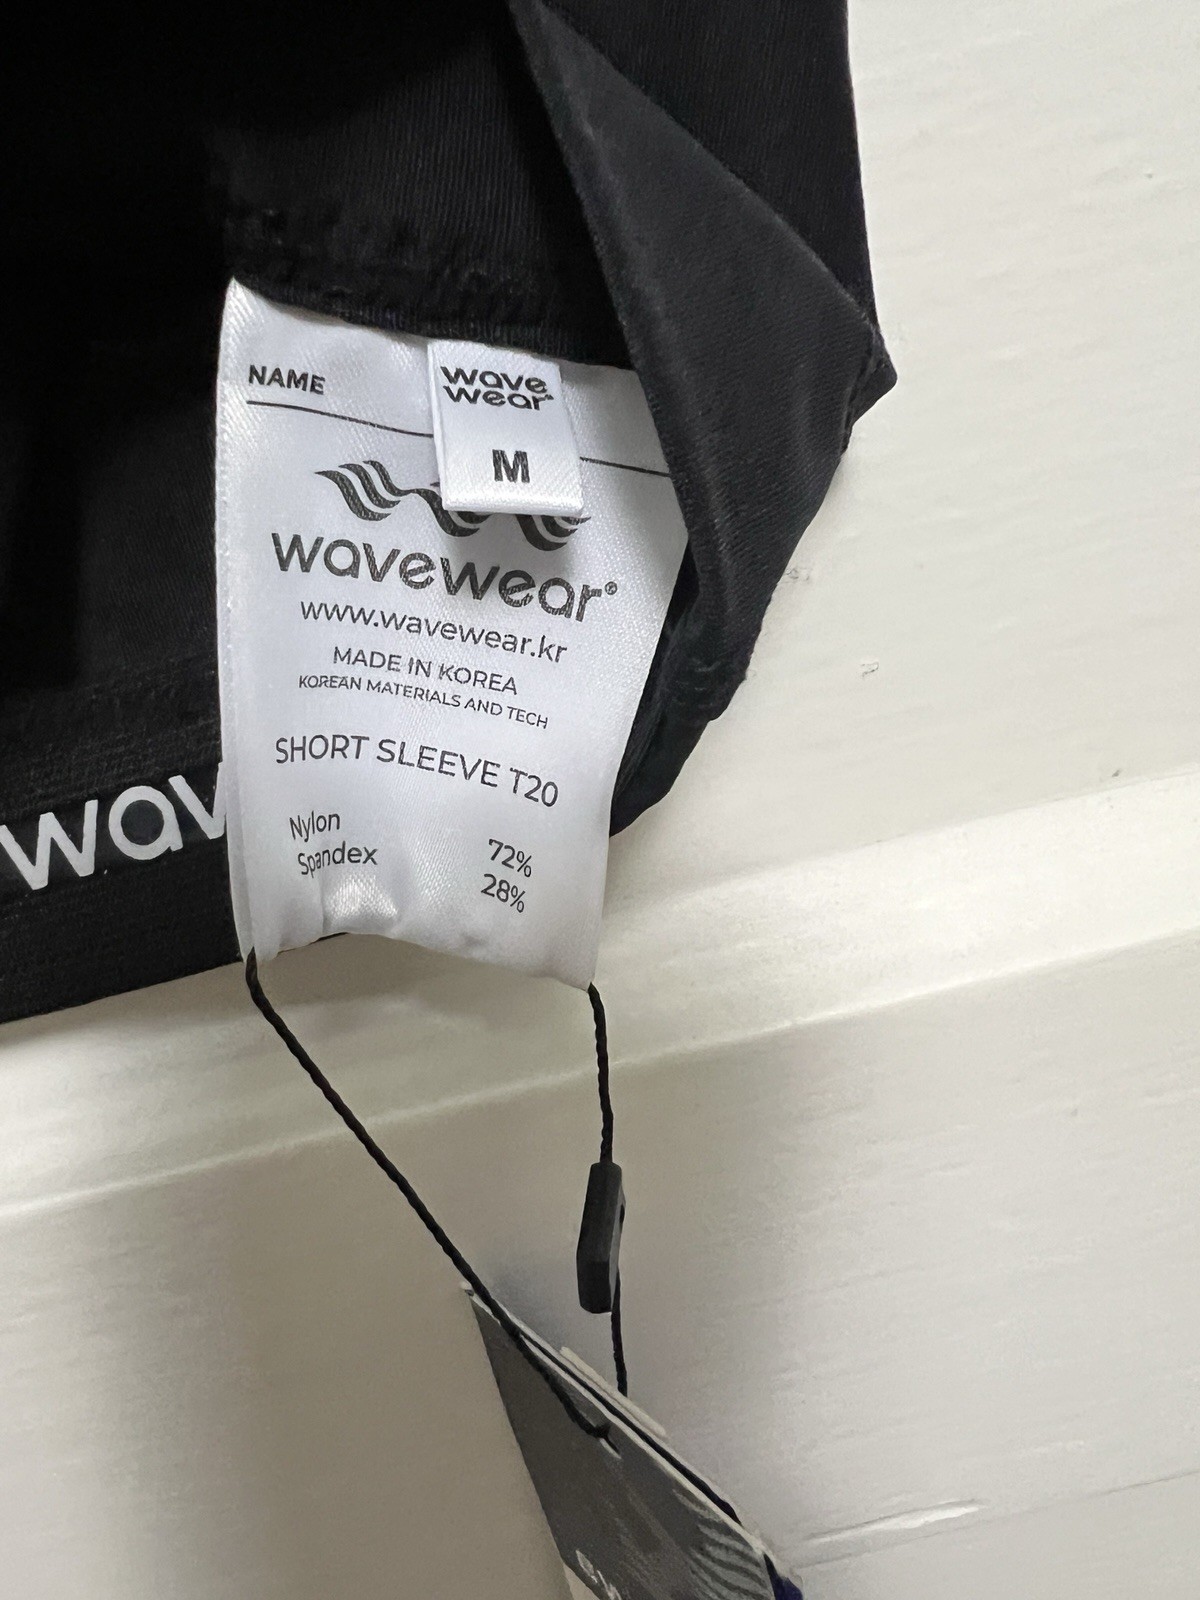 NAME
wave
wear®
M
wavewear®
www.wavewear.kr
MADE IN KOREA
KOREAN MATERIALS AND TECH
SHORT SLEEVE T20
Nylon 72%
Spandex 28%
wav